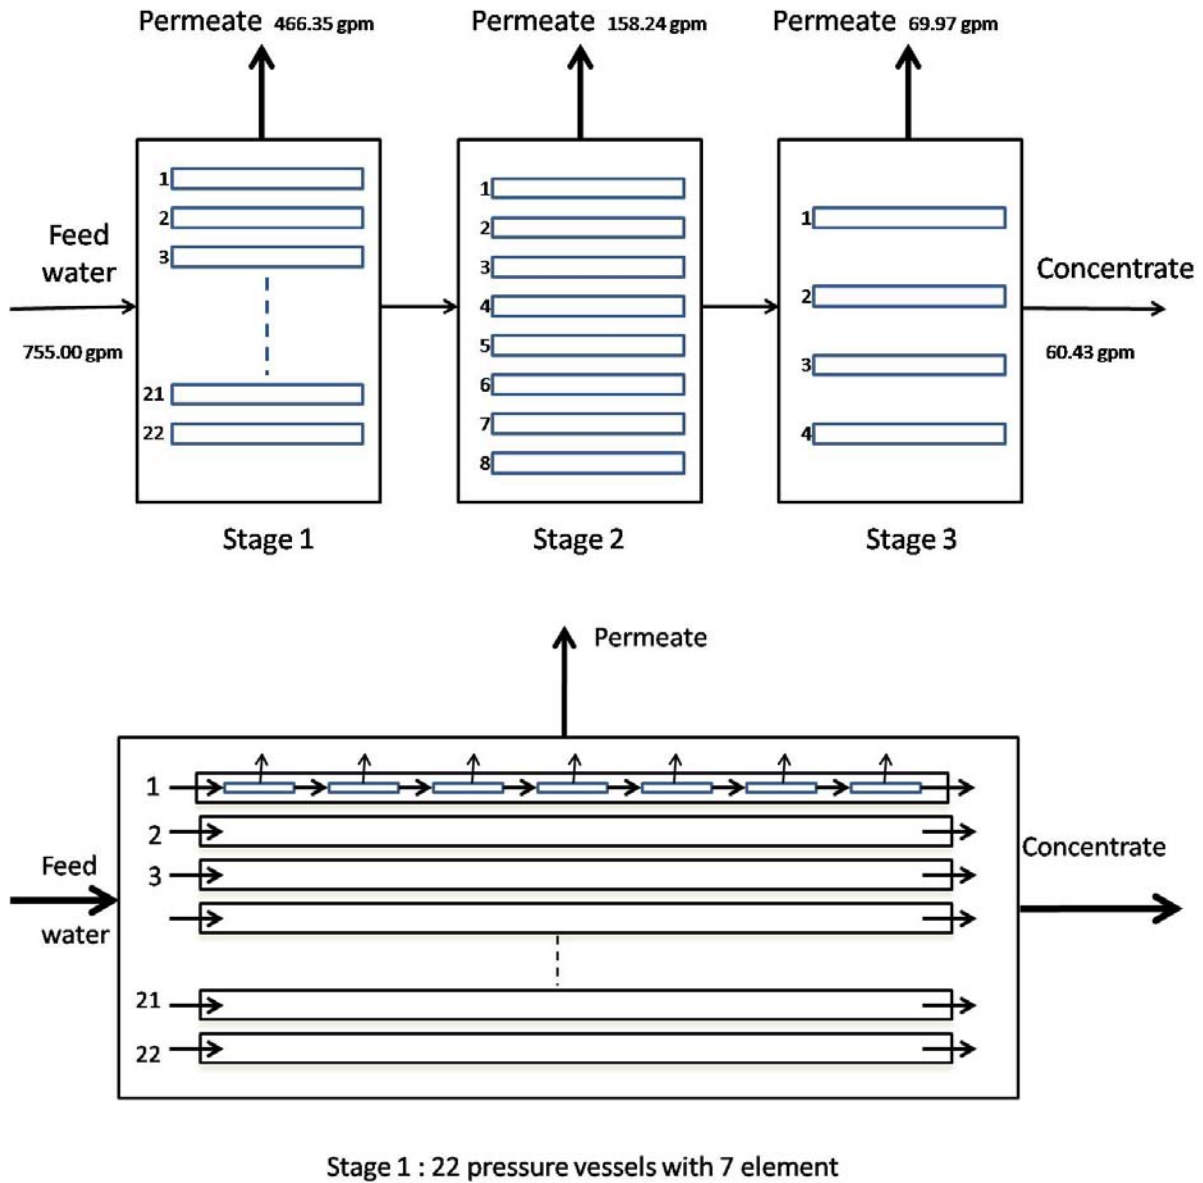 Permeate 466.35 gpm
Permeate 158.24 gpm
Permeate 69.97 gpm
Feed
water
755.00 gpm
1
2
3
21
22
1
2
3
4
5
6
7
8
1
2
3
4
Concentrate
60.43 gpm
Stage 1
Stage 2
Stage 3
Permeate
Feed
water
1
2
3
21
22
Concentrate
Stage 1 : 22 pressure vessels with 7 element